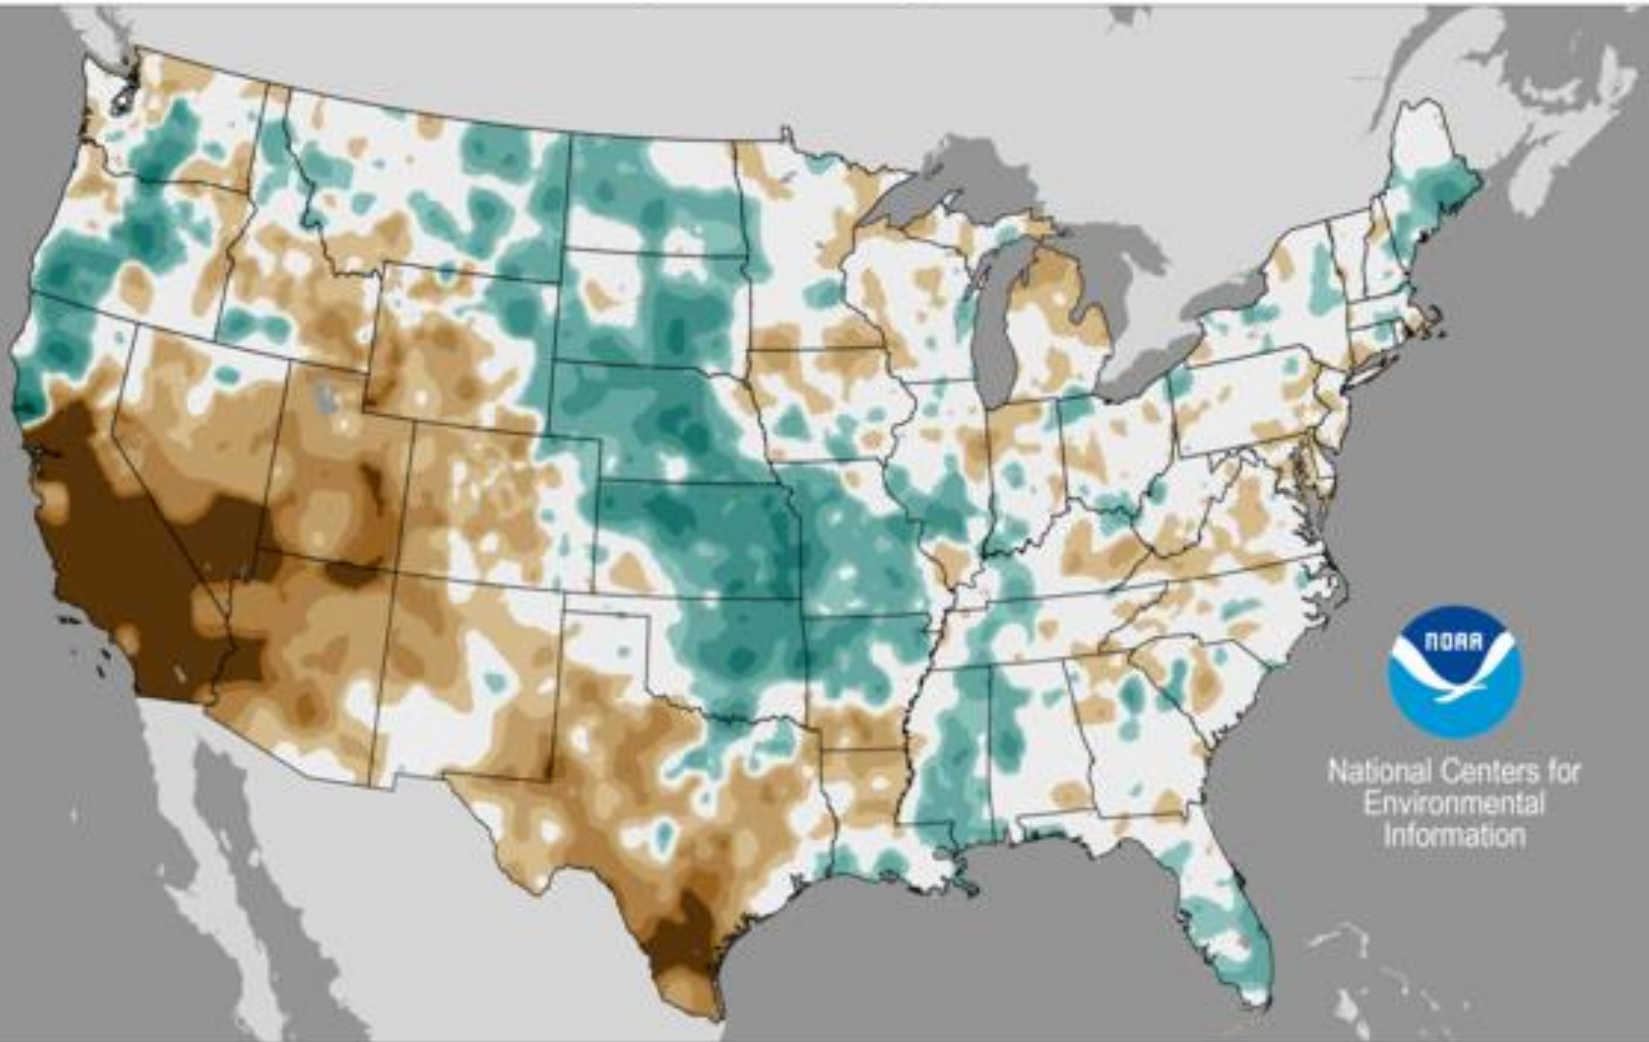 NOAA
National Centers for
Environmental
Information